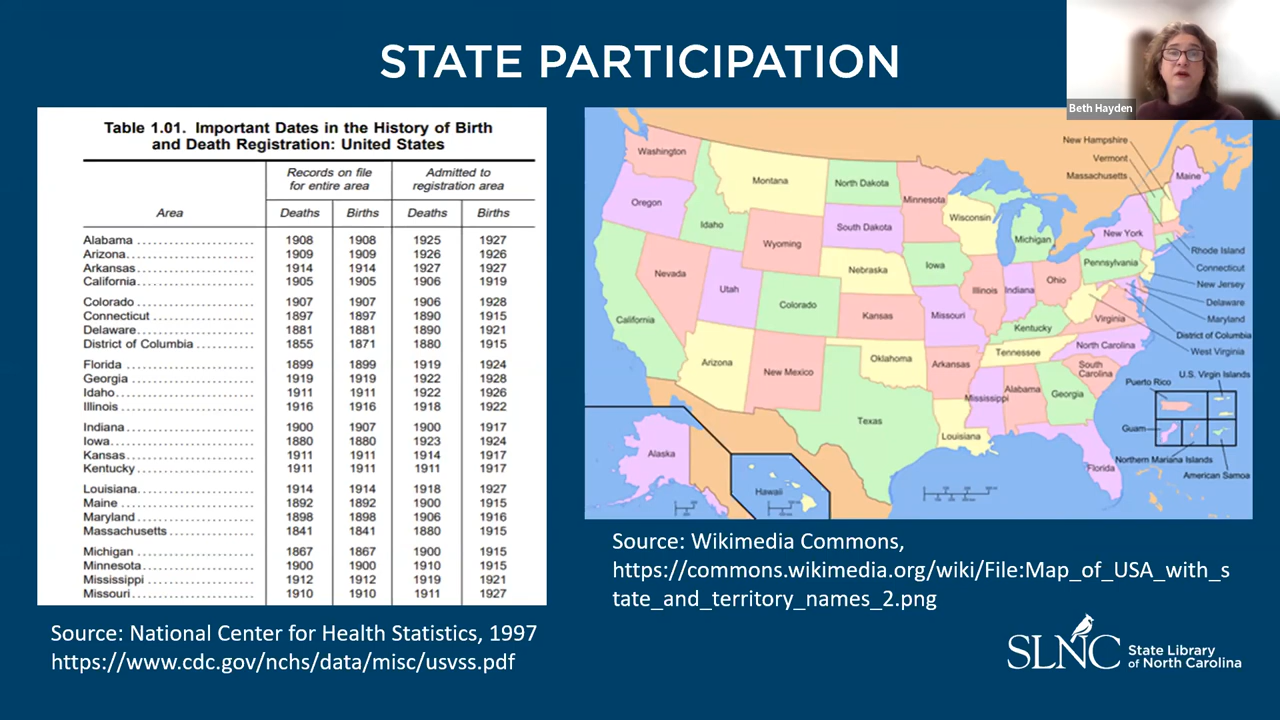 STATE PARTICIPATION
Beth Hayden
Table 1.01. Important Dates in the History of Birth
and Death Registration: United States
Records on file
for entire area
Admitted to
registration area
Area Deaths Births Deaths Births
Alabama 1908 1908 1925 1927
Arizona 1909 1909 1926 1926
Arkansas 1914 1914 1927 1927
California 1905 1905 1906 1919
Colorado 1907 1907 1906 1928
Connecticut 1897 1897 1890 1915
Delaware 1881 1881 1890 1921
District of Columbia 1855 1871 1880 1915
Florida 1899 1899 1919 1924
Georgia 1919 1919 1922 1928
Idaho 1911 1911 1922 1926
Illinois 1916 1916 1918 1922
Indiana 1900 1907 1900 1917
Iowa 1880 1880 1923 1924
Kansas 1911 1911 1914 1917
Kentucky 1911 1911 1911 1917
Louisiana 1914 1914 1918 1927
Maine 1892 1892 1900 1915
Maryland 1898 1898 1906 1916
Massachusetts 1841 1841 1880 1915
Michigan 1867 1867 1900 1915
Minnesota 1900 1900 1910 1915
Mississippi 1912 1912 1919 1921
Missouri 1910 1910 1911 1927
Source: National Center for Health Statistics, 1997
https://www.cdc.gov/nchs/data/misc/usvss.pdf
Washington
Oregon
California
Nevada
Idaho
Montana
Wyoming
Utah
Arizona
Colorado
New Mexico
North Dakota
South Dakota
Nebraska
Kansas
Oklahoma
Texas
Minnesota
Iowa
Missouri
Arkansas
Louisiana
Wisconsin
Illinois
Michigan
Indiana
Ohio
Kentucky
Tennessee
Mississippi
Alabama
Georgia
Florida
South
Carolina
North Carolina
Virginia
Pennsylvania
New York
Maine
New Hampshire
Vermont
Massachusetts
Rhode Island
Connecticut
New Jersey
Delaware
Maryland
District of Columbia
West Virginia
U.S. Virgin Islands
Puerto Rico
Guam
Northern Mariana Islands
American Samoa
Alaska
Hawaii
Source: Wikimedia Commons,
https://commons.wikimedia.org/wiki/File:Map_of_USA_with_s
tate_and_territory_names_2.png
SLNC
State Library
of North Carolina